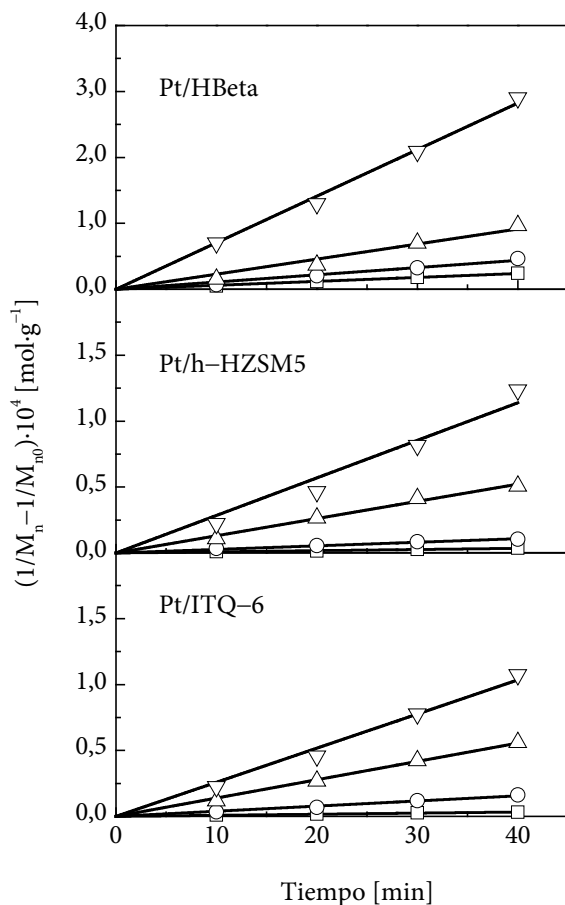 4,0
Pt/HBeta
3,0
2,0
1,0
0,0
Pt/h−HZSM5
1,5
1,0
0,5
0,0
Pt/ITQ−6
1,5
1,0
0,5
0,0
0 10 20 30 40
Tiempo [min]
(1/Mn−1/Mn0)·10⁴ [mol·g⁻¹]